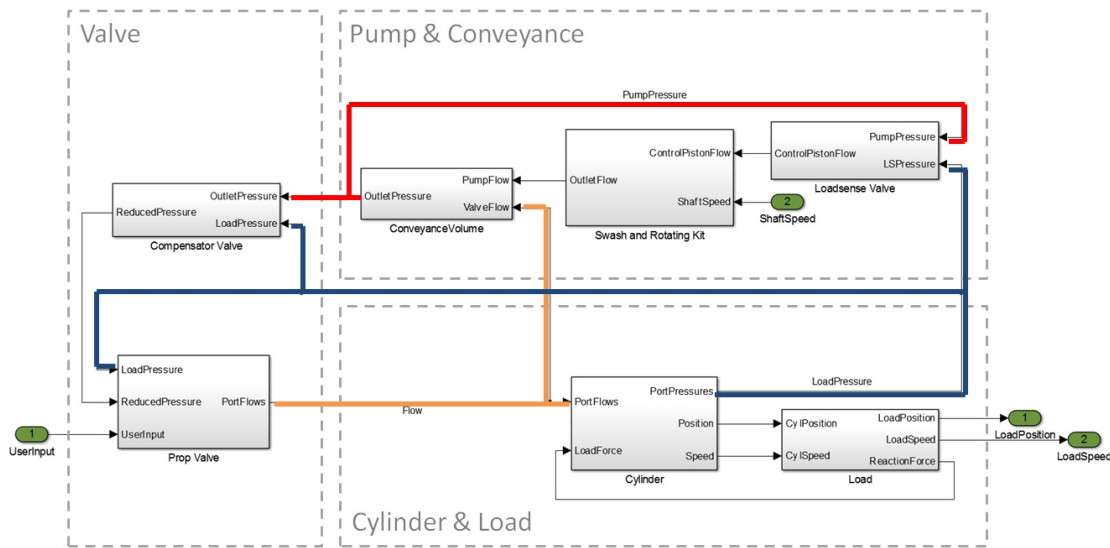 Valve
Pump & Conveyance
PumpPressure
PumpPressure
ControlPistonFlow
LSPressure
Loadsense Valve
ControlPistonFlow
OutletFlow
ShaftSpeed
Swash and Rotating Kit
2
ShaftSpeed
PumpFlow
OutletPressure
ValveFlow
ConveyanceVolume
OutletPressure
ReducedPressure
LoadPressure
Compensator Valve
LoadPressure
ReducedPressure
PortFlows
UserInput
Prop Valve
1
UserInput
Flow
PortPressures
PortFlows
Position
LoadForce
Speed
Cylinder
LoadPressure
LoadPosition
CylPosition
LoadSpeed
CylSpeed
ReactionForce
Load
1
LoadPosition
2
LoadSpeed
Cylinder & Load